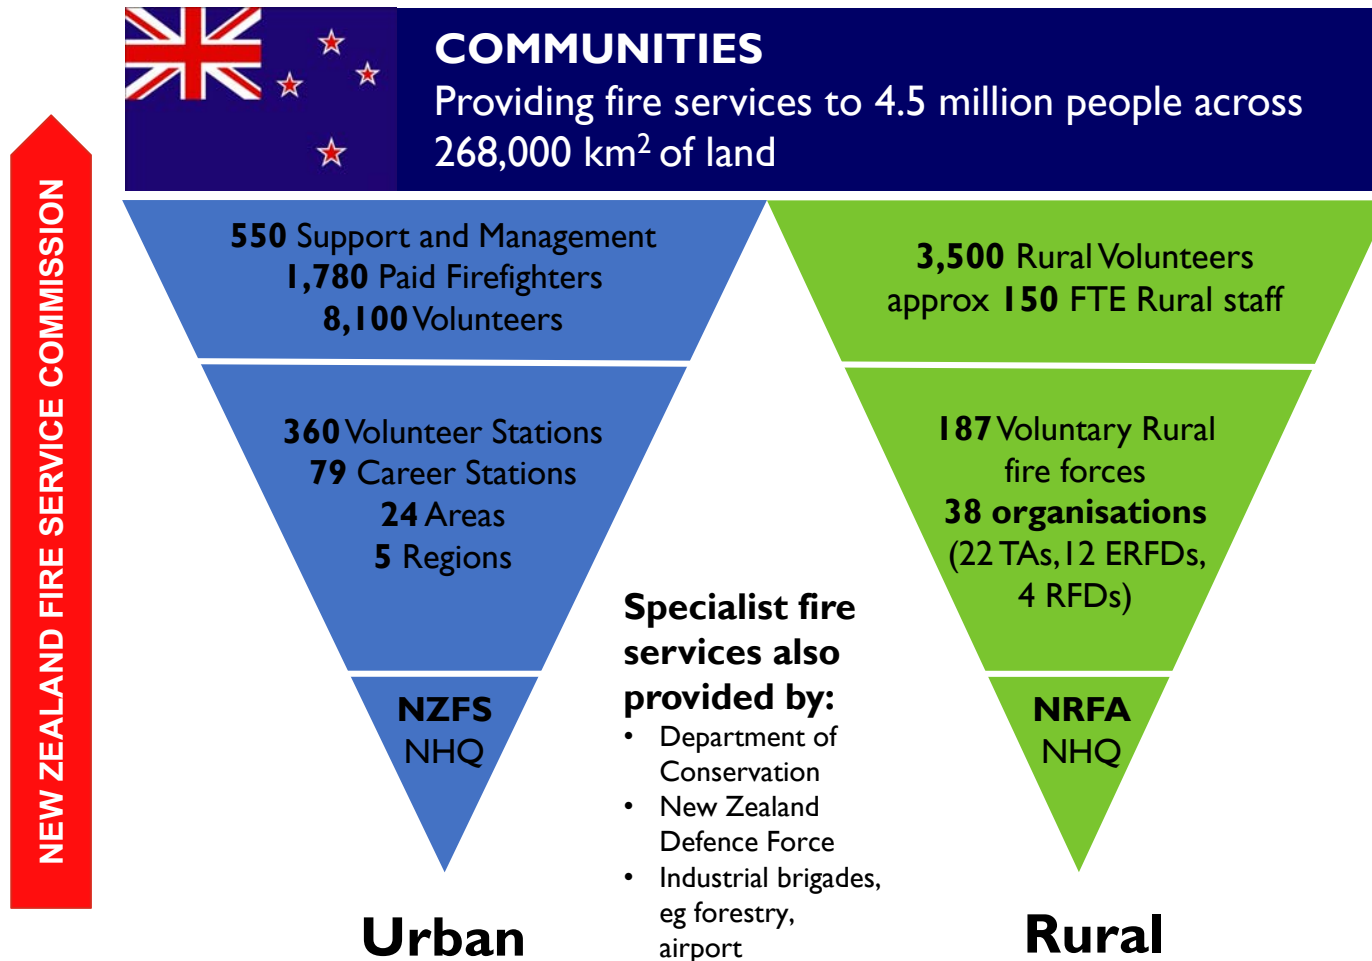 NEW ZEALAND FIRE SERVICE COMMISSION
COMMUNITIES
Providing fire services to 4.5 million people across
268,000 km² of land
550 Support and Management
1,780 Paid Firefighters
8,100 Volunteers
360 Volunteer Stations
79 Career Stations
24 Areas
5 Regions
NZFS
NHQ
Urban
Specialist fire
services also
provided by:
• Department of
Conservation
• New Zealand
Defence Force
• Industrial brigades,
eg forestry,
airport
3,500 Rural Volunteers
approx 150 FTE Rural staff
187 Voluntary Rural
fire forces
38 organisations
(22 TAs, 12 ERFDs,
4 RFDs)
NRFA
NHQ
Rural